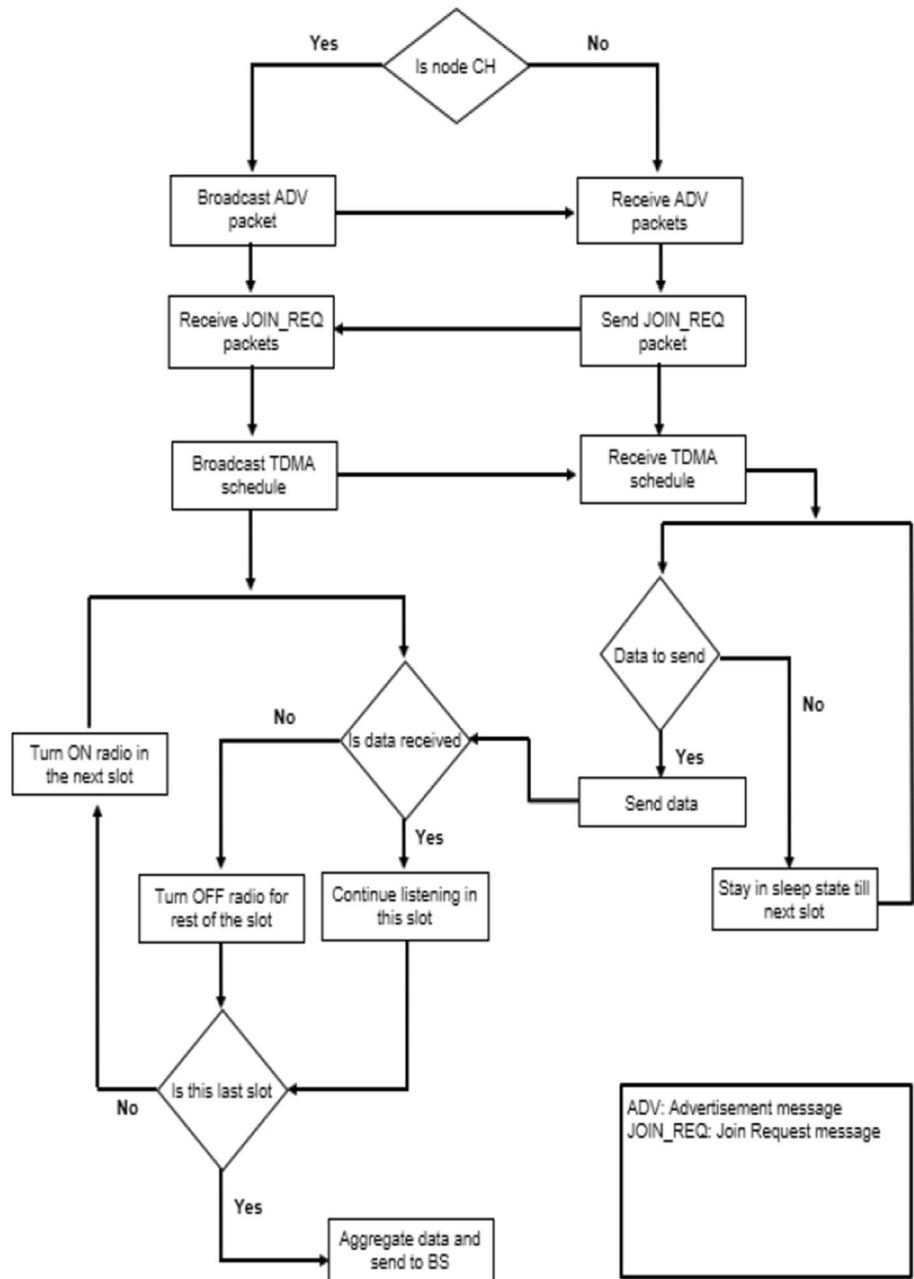 Yes
No
Is node CH
Broadcast ADV
packet
Receive ADV
packets
Receive JOIN_REQ
packets
Send JOIN_REQ
packet
Broadcast TDMA
schedule
Receive TDMA
schedule
Data to send
No
Yes
Send data
Stay in sleep state till
next slot
Is data received
No
Yes
Turn ON radio in
the next slot
Turn OFF radio for
rest of the slot
Continue listening in
this slot
Is this last slot
No
Yes
Aggregate data and
send to BS
ADV: Advertisement message
JOIN_REQ: Join Request message